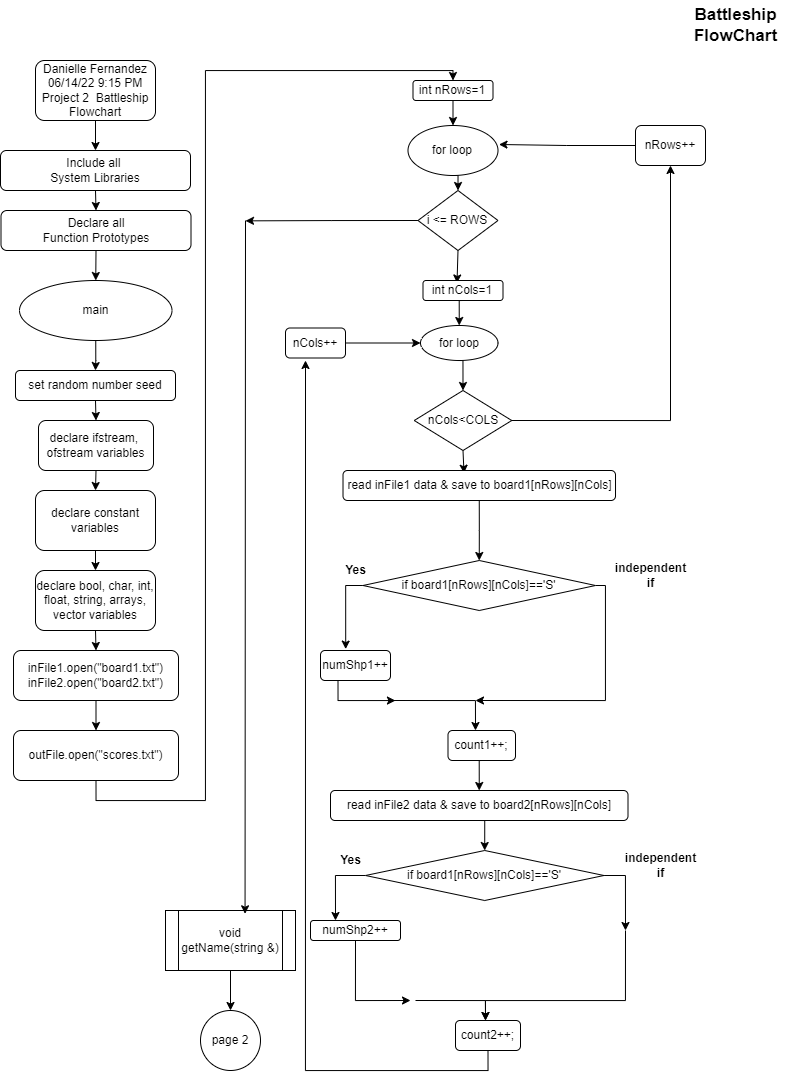 Battleship
FlowChart
Danielle Fernandez
06/14/22 9:15 PM
Project 2 Battleship
Flowchart
Include all
System Libraries
Declare all
Function Prototypes
main
set random number seed
declare ifstream,
ofstream variables
declare constant
variables
declare bool, char, int,
float, string, arrays,
vector variables
inFile1.open("board1.txt")
inFile2.open("board2.txt")
outFile.open("scores.txt")
int nRows=1
for loop
nRows++
i <= ROWS
int nCols=1
nCols++
for loop
nCols<COLS
read inFile1 data & save to board1[nRows][nCols]
Yes
if board1[nRows][nCols]=='S'
independent
if
numShp1++
count1++;
read inFile2 data & save to board2[nRows][nCols]
Yes
if board1[nRows][nCols]=='S'
independent
if
numShp2++
count2++;
void
getName(string &)
page 2